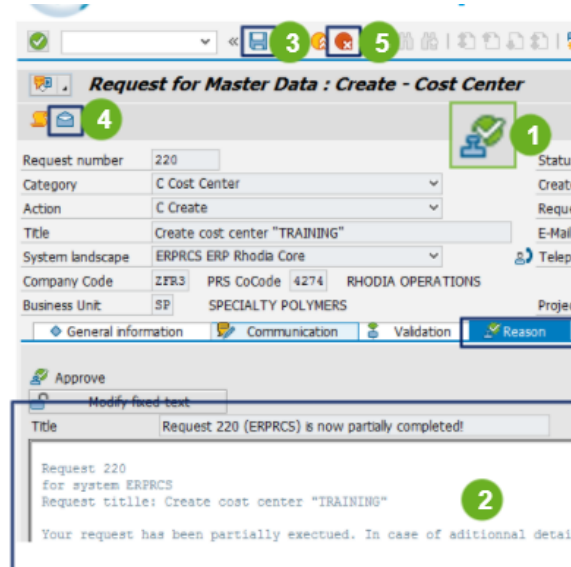 « 3 5
Request for Master Data : Create - Cost Center
4
1
Request number 220 Statu
Category C Cost Center Create
Action C Create Reque
Title Create cost center "TRAINING" E-Mail
System landscape ERPRCS ERP Rhodia Core Telep
Company Code ZFR3 PRS CoCode 4274 RHODIA OPERATIONS
Business Unit SP SPECIALTY POLYMERS Projec
General information Communication Validation Reason
Approve
Modify fixed text
Title Request 220 (ERPRCS) is now partially completed!
Request 220
for system ERPRCS
Request titlle: Create cost center "TRAINING"
2
Your request has been partially exectued. In case of aditionnal detai